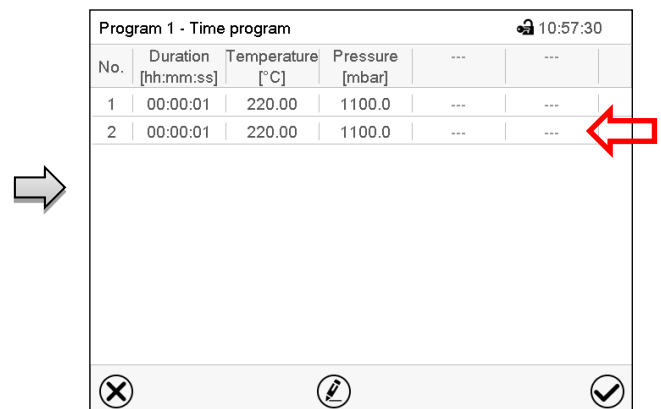 Program 1 - Time program 10:57:30
No. Duration [hh:mm:ss] Temperature [°C] Pressure [mbar] --- ---
1 00:00:01 220.00 1100.0 --- ---
2 00:00:01 220.00 1100.0 --- ---